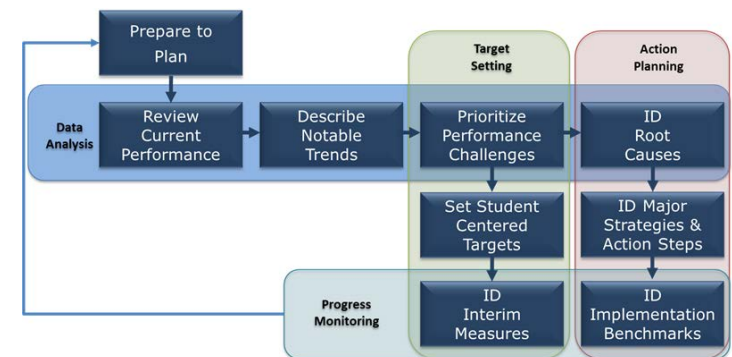 Prepare to
Plan
Target
Setting
Action
Planning
Data
Analysis
Review
Current
Performance
Describe
Notable
Trends
Prioritize
Performance
Challenges
ID
Root
Causes
Set Student
Centered
Targets
ID Major
Strategies &
Action Steps
Progress
Monitoring
ID
Interim
Measures
ID
Implementation
Benchmarks